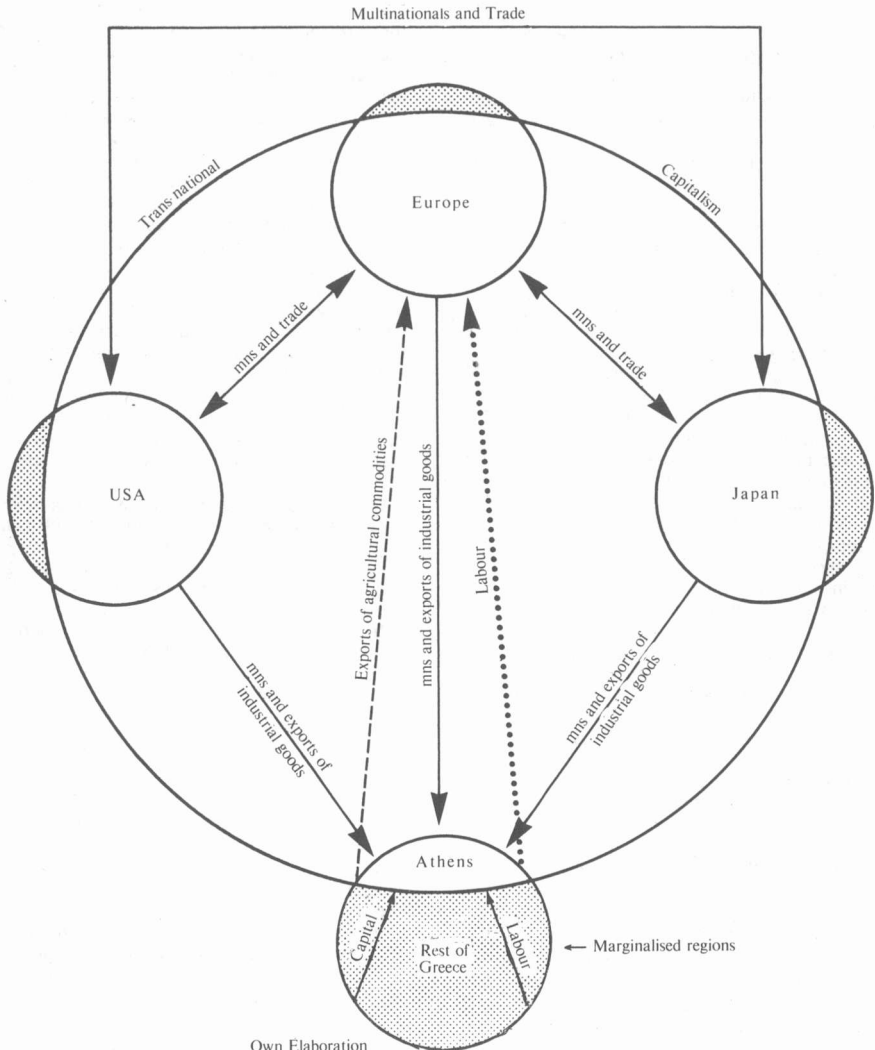 Multinationals and Trade
Trans-national
Capitalism
Europe
mns and trade
mns and trade
USA
Japan
Exports of agricultural commodities
mns and exports of industrial goods
Labour
mns and exports of
industrial goods
mns and exports of
industrial goods
Athens
Capital
Labour
Rest of
Greece
← Marginalised regions
Own Elaboration